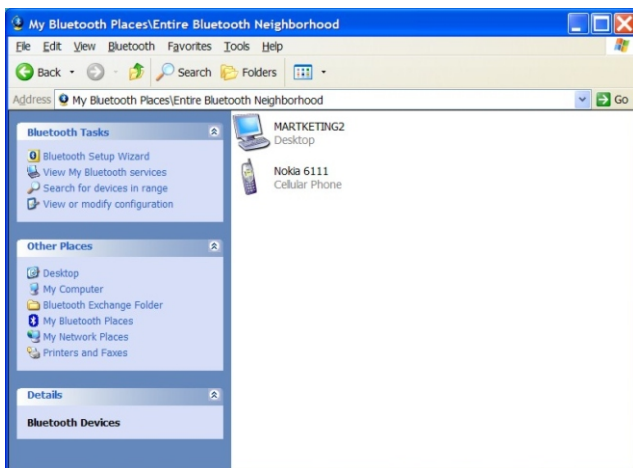 My Bluetooth Places\Entire Bluetooth Neighborhood
File Edit View Bluetooth Favorites Tools Help
Back Search Folders
Address My Bluetooth Places\Entire Bluetooth Neighborhood Go
Bluetooth Tasks
Bluetooth Setup Wizard
View My Bluetooth services
Search for devices in range
View or modify configuration
Other Places
Desktop
My Computer
Bluetooth Exchange Folder
My Bluetooth Places
My Network Places
Printers and Faxes
Details
Bluetooth Devices
MARTKETING2
Desktop
Nokia 6111
Cellular Phone